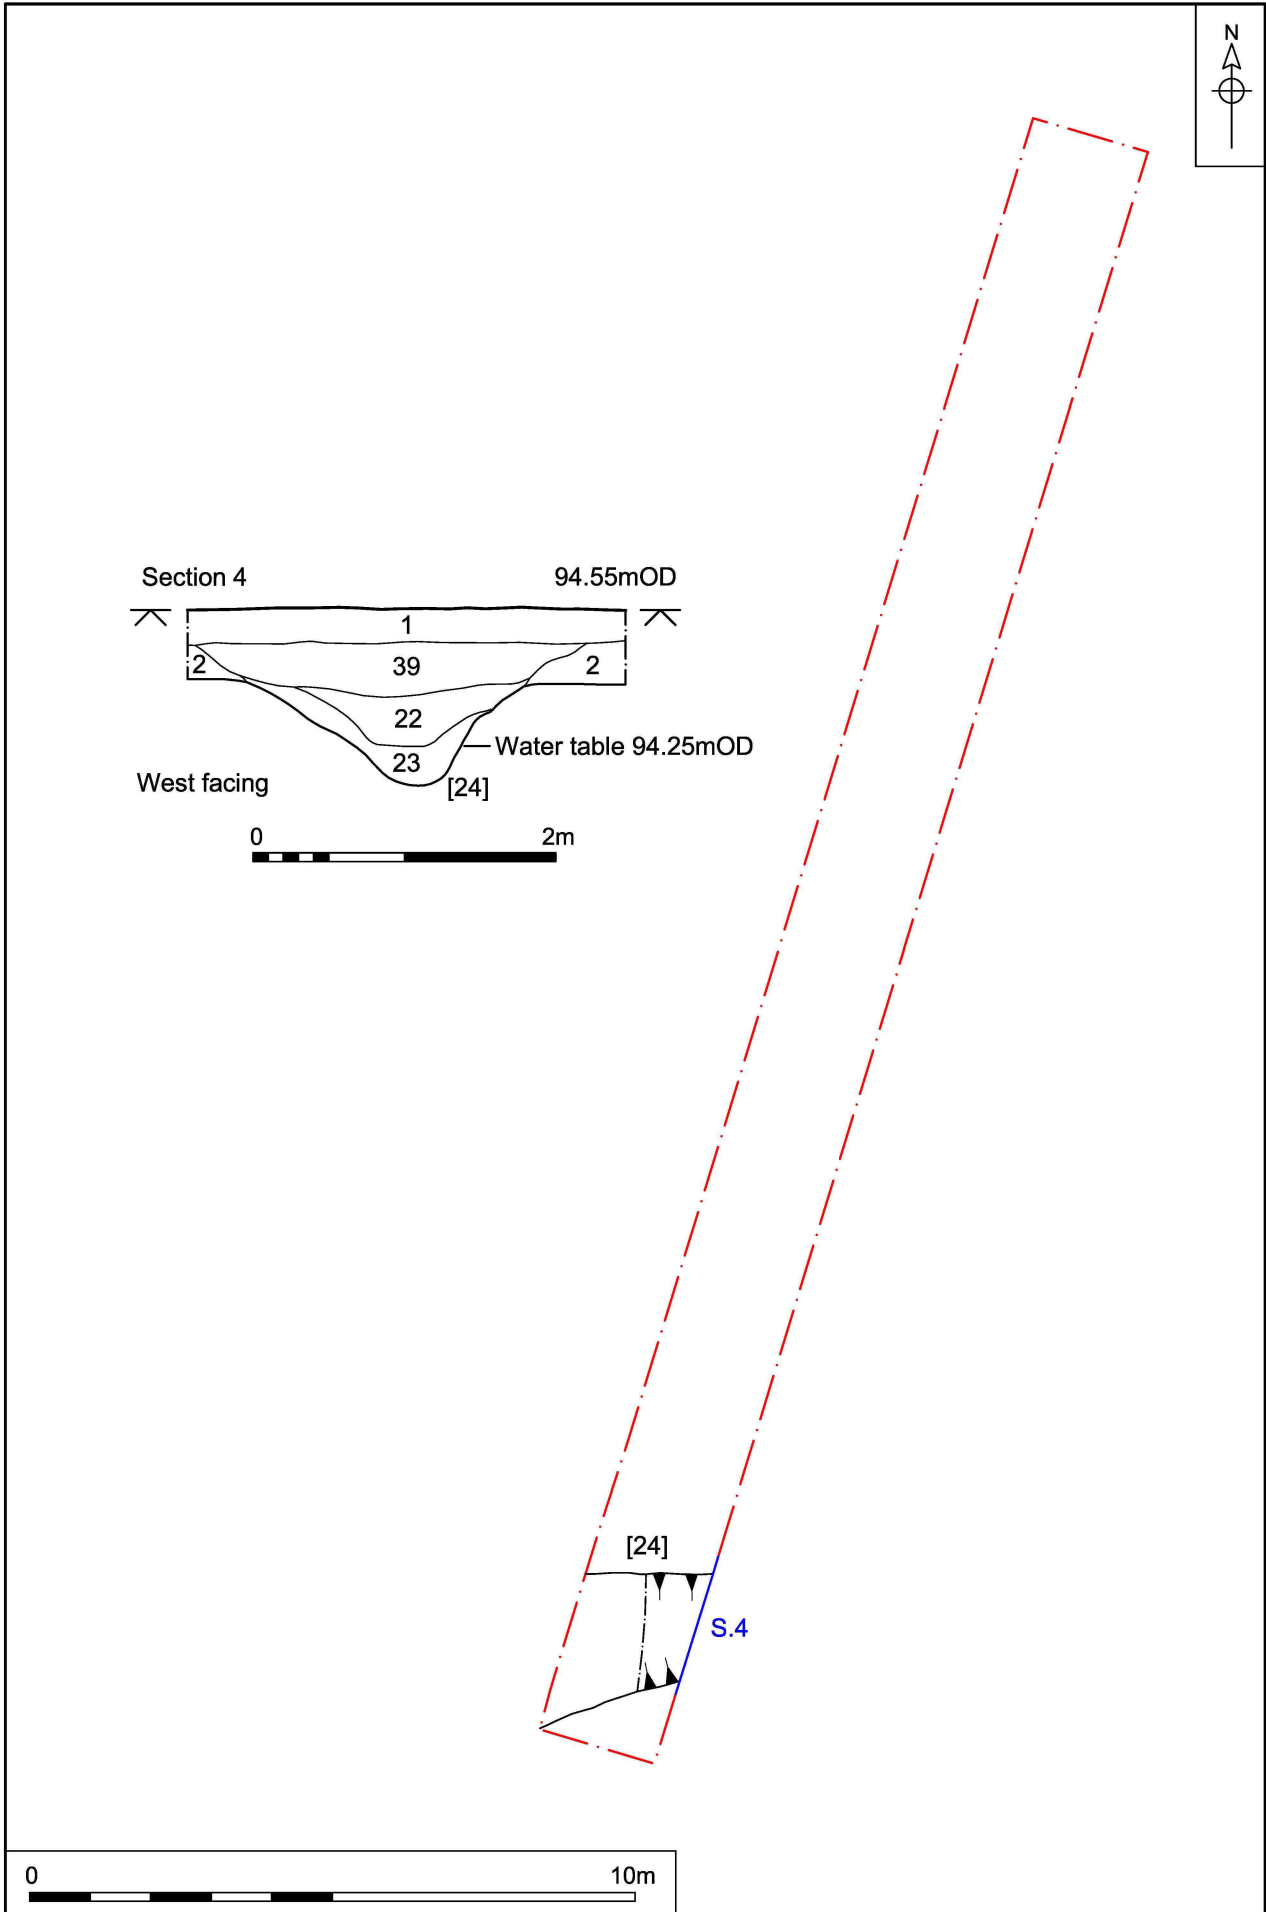 N
Section 4 94.55mOD
1
2 39 2
22
Water table 94.25mOD
23
West facing [24]
0 2m
[24]
S.4
0 10m